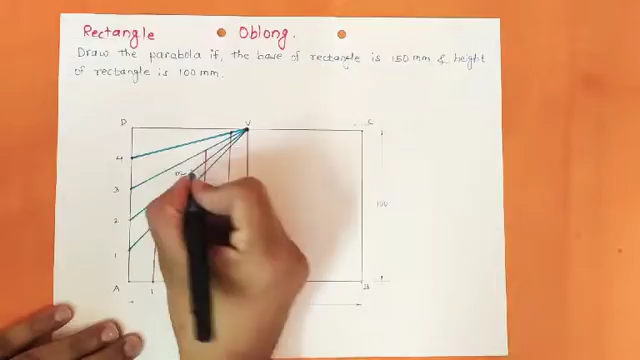 Rectangle Oblong.
Draw the parabola if, the base of rectangle is 150 mm & height
of rectangle is 100 mm.
D V C
4
3
100
2
1
A 1 B